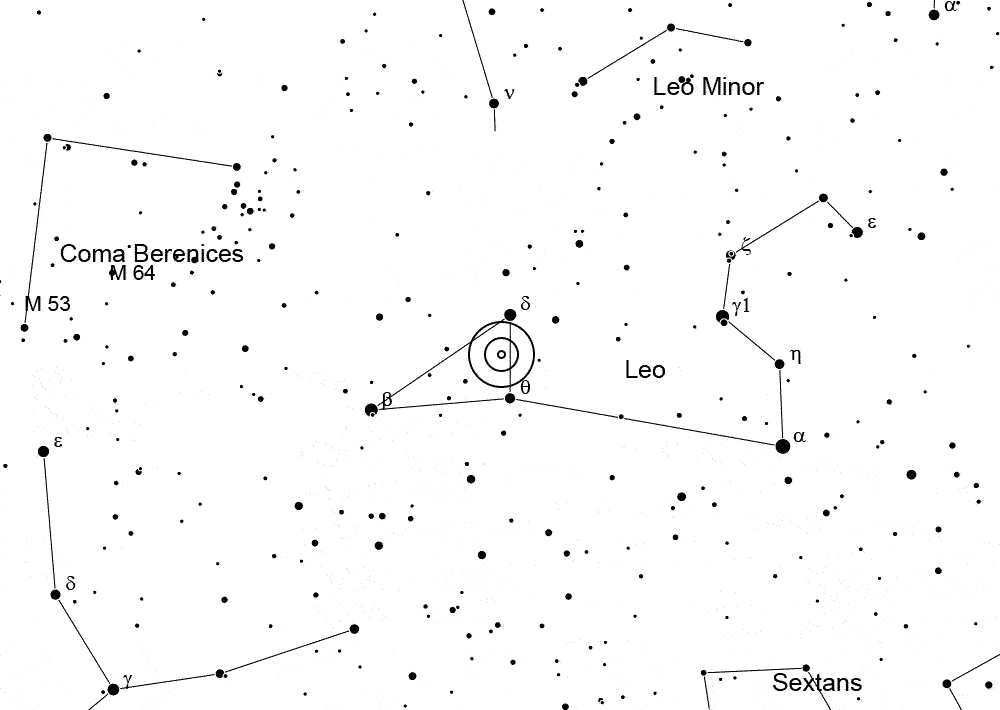 α
ν
Leo Minor
ε
ζ
Coma Berenices
M 64
M 53
δ
γ1
η
Leo
θ
β
α
ε
δ
γ
Sextans